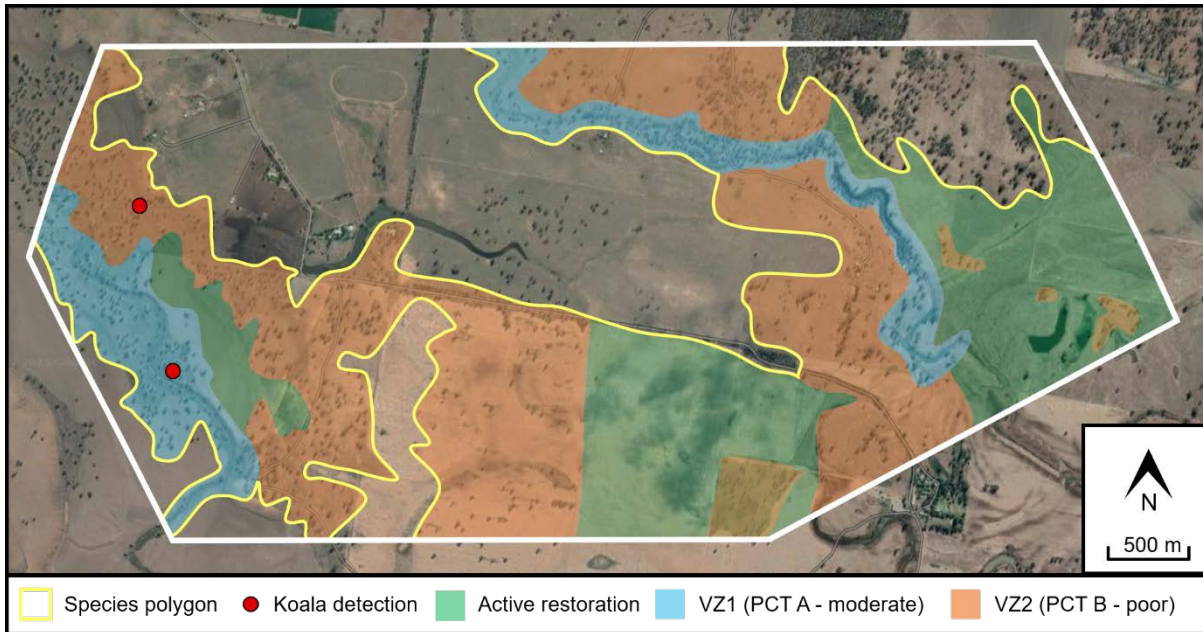 N
500 m
Species polygon Koala detection Active restoration VZ1 (PCT A - moderate) VZ2 (PCT B - poor)